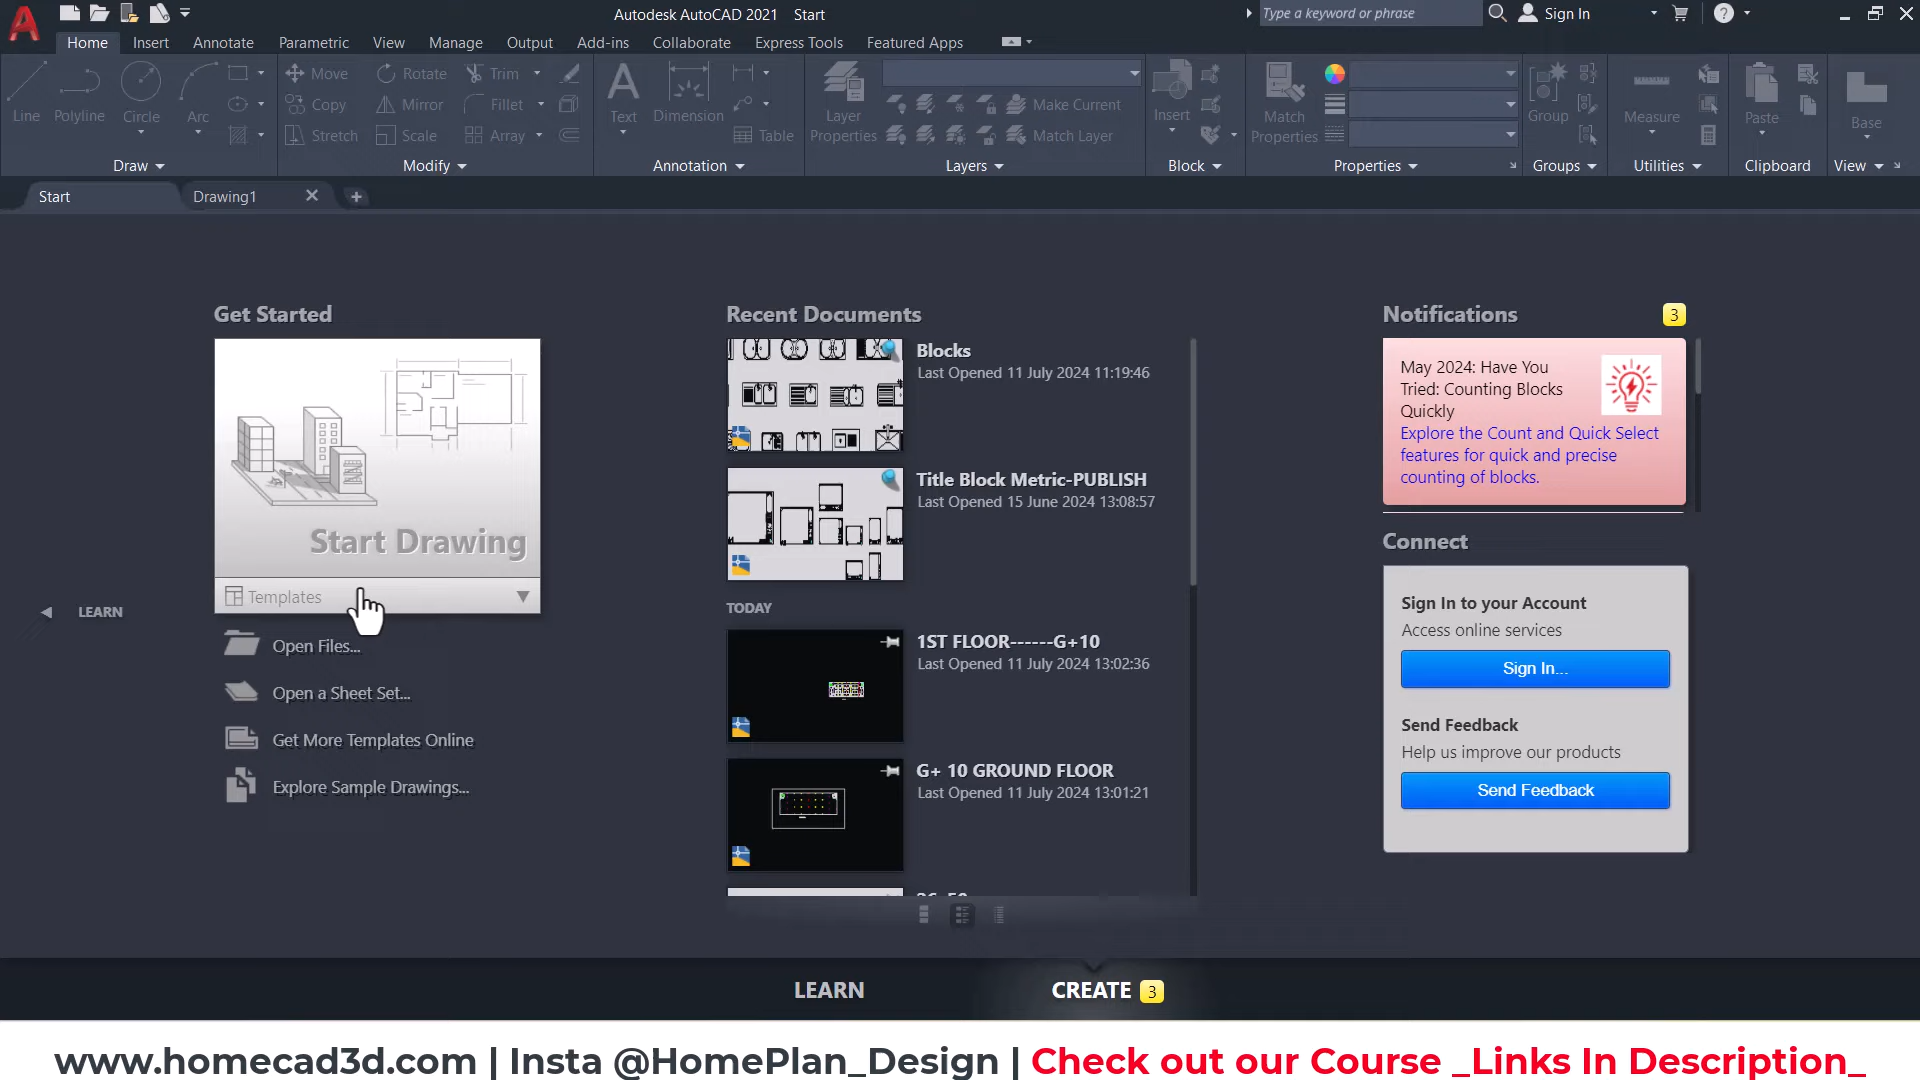 Autodesk AutoCAD 2021 Start
Type a keyword or phrase
Sign In
Home Insert Annotate Parametric View Manage Output Add-ins Collaborate Express Tools Featured Apps
Line
Polyline
Circle
Arc
Draw
Move
Rotate
Trim
Copy
Mirror
Fillet
Stretch
Scale
Array
Modify
Text
Dimension
Table
Annotation
Layer
Properties
Make Current
Match Layer
Layers
Insert
Block
Match
Properties
Properties
Group
Groups
Measure
Utilities
Paste
Clipboard
Base
View
Start
Drawing1
Get Started
Start Drawing
Templates
Open Files...
Open a Sheet Set...
Get More Templates Online
Explore Sample Drawings...
LEARN
Recent Documents
Blocks
Last Opened 11 July 2024 11:19:46
Title Block Metric-PUBLISH
Last Opened 15 June 2024 13:08:57
TODAY
1ST FLOOR------G+10
Last Opened 11 July 2024 13:02:36
G+ 10 GROUND FLOOR
Last Opened 11 July 2024 13:01:21
Notifications 3
May 2024: Have You
Tried: Counting Blocks
Quickly
Explore the Count and Quick Select
features for quick and precise
counting of blocks.
Connect
Sign In to your Account
Access online services
Sign In...
Send Feedback
Help us improve our products
Send Feedback
LEARN
CREATE 3
www.homecad3d.com | Insta @HomePlan_Design | Check out our Course _Links In Description_